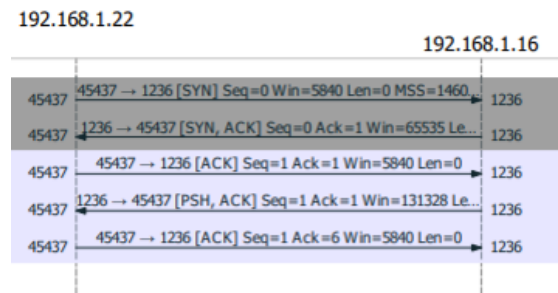 192.168.1.22
192.168.1.16
45437 45437 → 1236 [SYN] Seq=0 Win=5840 Len=0 MSS=1460... 1236
45437 1236 → 45437 [SYN, ACK] Seq=0 Ack=1 Win=65535 Le... 1236
45437 45437 → 1236 [ACK] Seq=1 Ack=1 Win=5840 Len=0 1236
45437 1236 → 45437 [PSH, ACK] Seq=1 Ack=1 Win=131328 Le... 1236
45437 45437 → 1236 [ACK] Seq=1 Ack=6 Win=5840 Len=0 1236